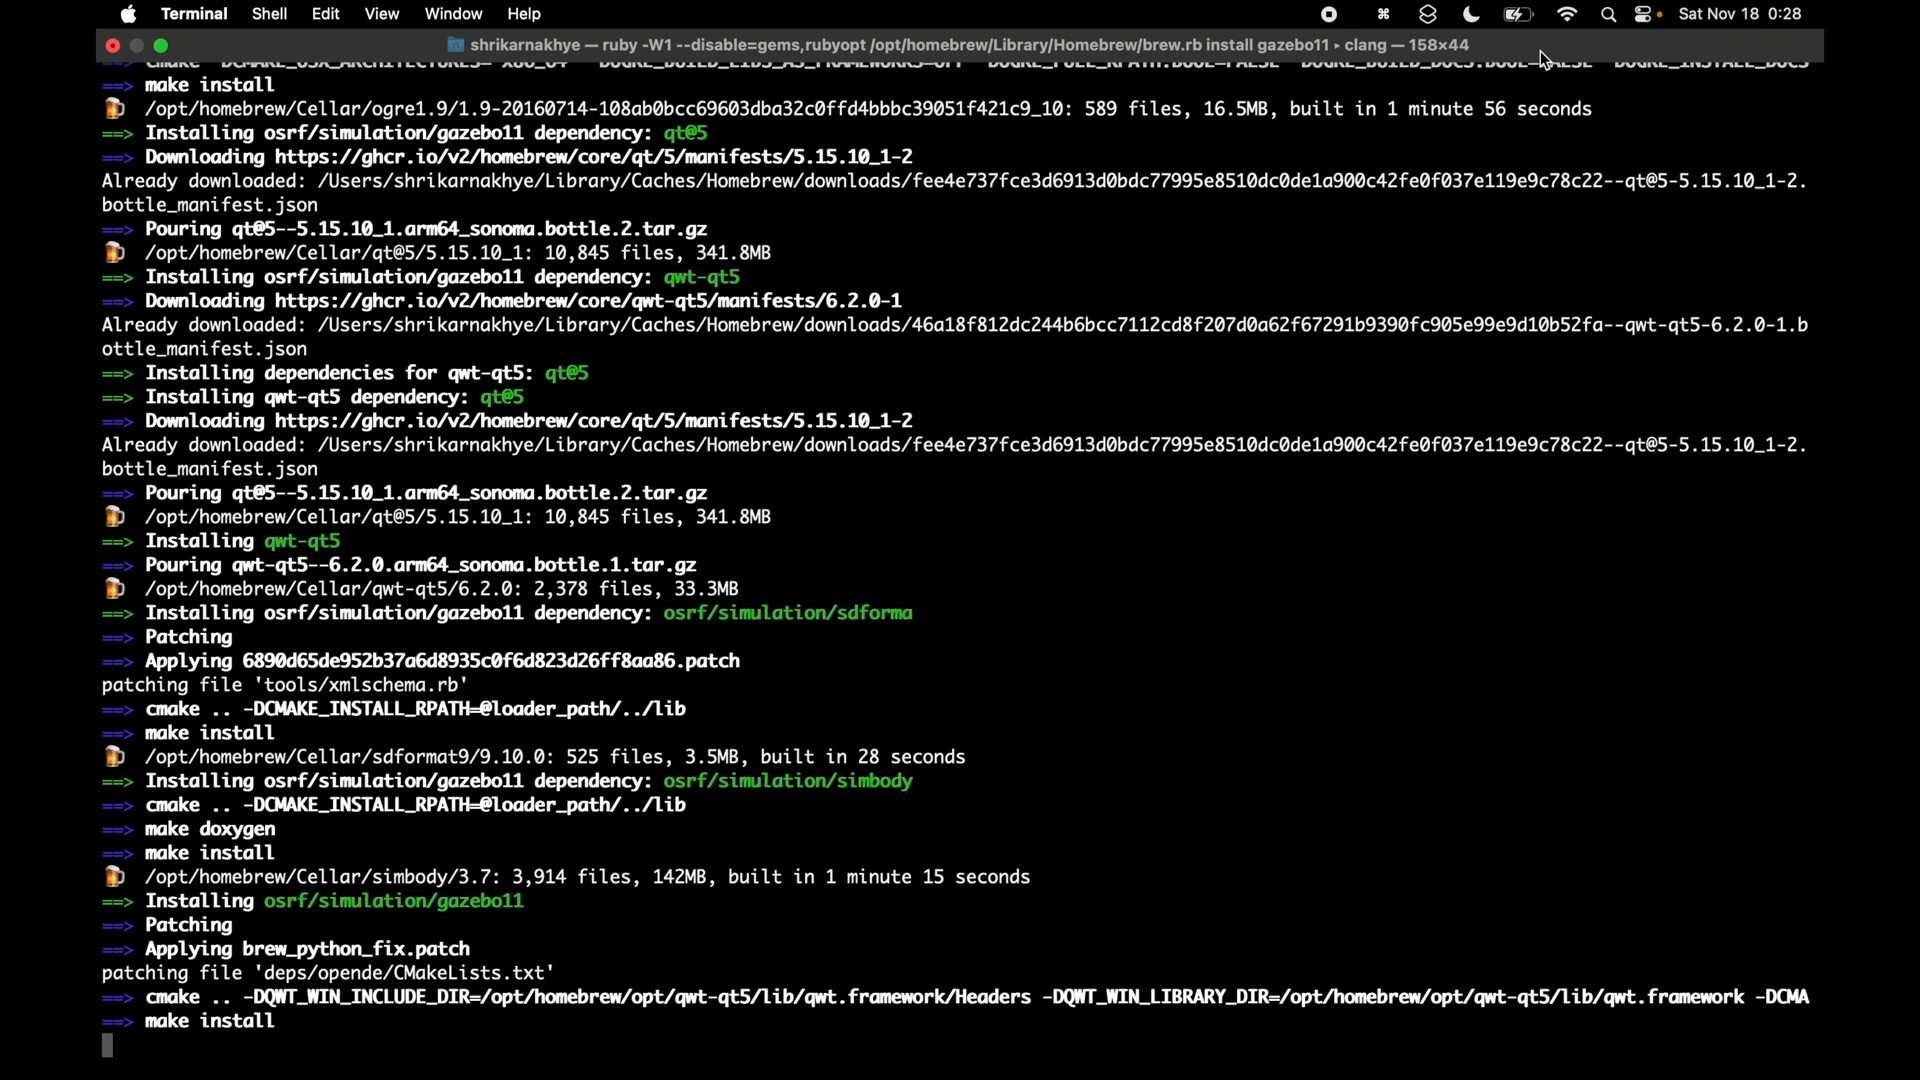 Terminal Shell Edit View Window Help Sat Nov 18 0:28
shrikarnakhye — ruby -W1 --disable=gems,rubyopt /opt/homebrew/Library/Homebrew/brew.rb install gazebo11 ▸ clang — 158×44
==> make install
🍺 /opt/homebrew/Cellar/ogre1.9/1.9-20160714-108ab0bcc69603dba32c0ffd4bbbc39051f421c9_10: 589 files, 16.5MB, built in 1 minute 56 seconds
==> Installing osrf/simulation/gazebo11 dependency: qt@5
==> Downloading https://ghcr.io/v2/homebrew/core/qt/5/manifests/5.15.10_1-2
Already downloaded: /Users/shrikarnakhye/Library/Caches/Homebrew/downloads/fee4e737fce3d6913d0bdc77995e8510dc0de1a900c42fe0f037e119e9c78c22--qt@5-5.15.10_1-2.
bottle_manifest.json
==> Pouring qt@5--5.15.10_1.arm64_sonoma.bottle.2.tar.gz
🍺 /opt/homebrew/Cellar/qt@5/5.15.10_1: 10,845 files, 341.8MB
==> Installing osrf/simulation/gazebo11 dependency: qwt-qt5
==> Downloading https://ghcr.io/v2/homebrew/core/qwt-qt5/manifests/6.2.0-1
Already downloaded: /Users/shrikarnakhye/Library/Caches/Homebrew/downloads/46a18f812dc244b6bcc7112cd8f207d0a62f67291b9390fc905e99e9d10b52fa--qwt-qt5-6.2.0-1.b
ottle_manifest.json
==> Installing dependencies for qwt-qt5: qt@5
==> Installing qwt-qt5 dependency: qt@5
==> Downloading https://ghcr.io/v2/homebrew/core/qt/5/manifests/5.15.10_1-2
Already downloaded: /Users/shrikarnakhye/Library/Caches/Homebrew/downloads/fee4e737fce3d6913d0bdc77995e8510dc0de1a900c42fe0f037e119e9c78c22--qt@5-5.15.10_1-2.
bottle_manifest.json
==> Pouring qt@5--5.15.10_1.arm64_sonoma.bottle.2.tar.gz
🍺 /opt/homebrew/Cellar/qt@5/5.15.10_1: 10,845 files, 341.8MB
==> Installing qwt-qt5
==> Pouring qwt-qt5--6.2.0.arm64_sonoma.bottle.1.tar.gz
🍺 /opt/homebrew/Cellar/qwt-qt5/6.2.0: 2,378 files, 33.3MB
==> Installing osrf/simulation/gazebo11 dependency: osrf/simulation/sdforma
==> Patching
==> Applying 6890d65de952b37a6d8935c0f6d823d26ff8aa86.patch
patching file 'tools/xmlschema.rb'
==> cmake .. -DCMAKE_INSTALL_RPATH=@loader_path/../lib
==> make install
🍺 /opt/homebrew/Cellar/sdformat9/9.10.0: 525 files, 3.5MB, built in 28 seconds
==> Installing osrf/simulation/gazebo11 dependency: osrf/simulation/simbody
==> cmake .. -DCMAKE_INSTALL_RPATH=@loader_path/../lib
==> make doxygen
==> make install
🍺 /opt/homebrew/Cellar/simbody/3.7: 3,914 files, 142MB, built in 1 minute 15 seconds
==> Installing osrf/simulation/gazebo11
==> Patching
==> Applying brew_python_fix.patch
patching file 'deps/opende/CMakeLists.txt'
==> cmake .. -DQWT_WIN_INCLUDE_DIR=/opt/homebrew/opt/qwt-qt5/lib/qwt.framework/Headers -DQWT_WIN_LIBRARY_DIR=/opt/homebrew/opt/qwt-qt5/lib/qwt.framework -DCMA
==> make install